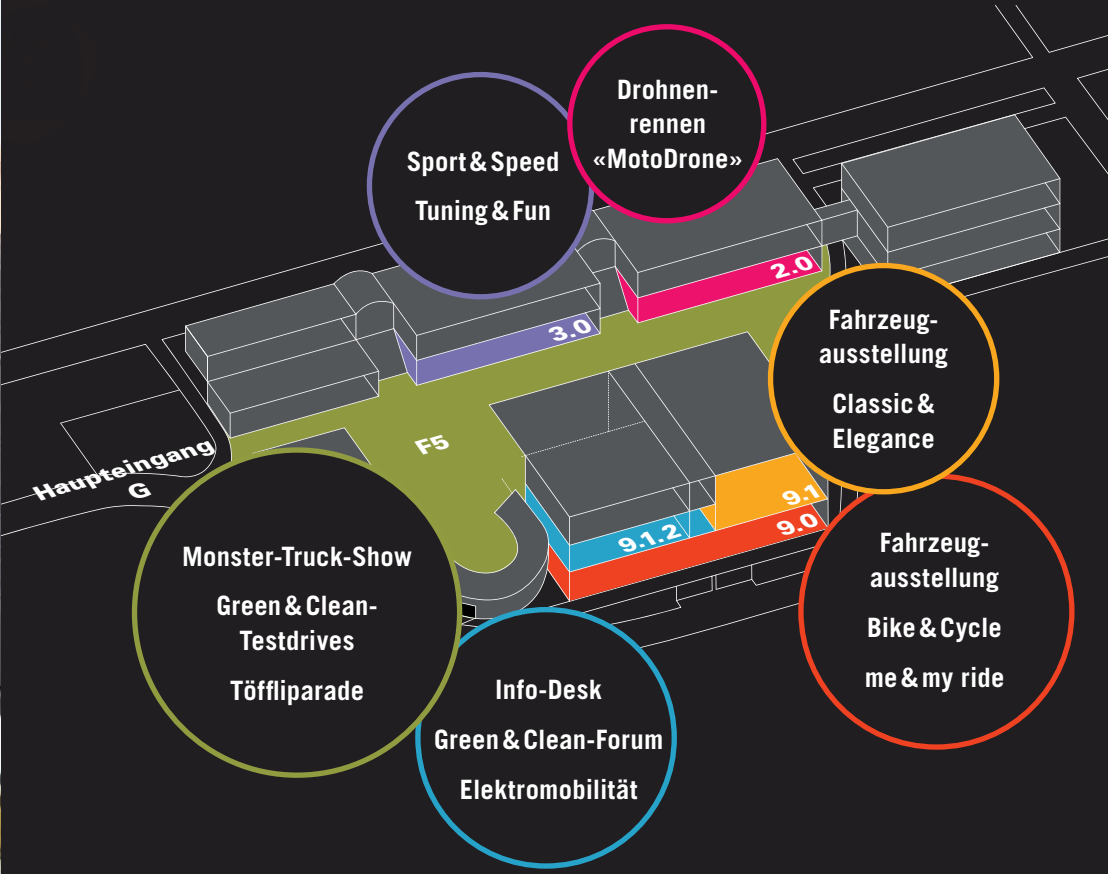 Drohnen-
rennen
«MotoDrone»
Sport & Speed
Tuning & Fun
2.0
3.0
Fahrzeug-
ausstellung
Classic &
Elegance
F5
Haupteingang
G
9.1
9.0
9.1.2
Monster-Truck-Show
Green & Clean-
Testdrives
Töffliparade
Fahrzeug-
ausstellung
Bike & Cycle
me & my ride
Info-Desk
Green & Clean-Forum
Elektromobilität